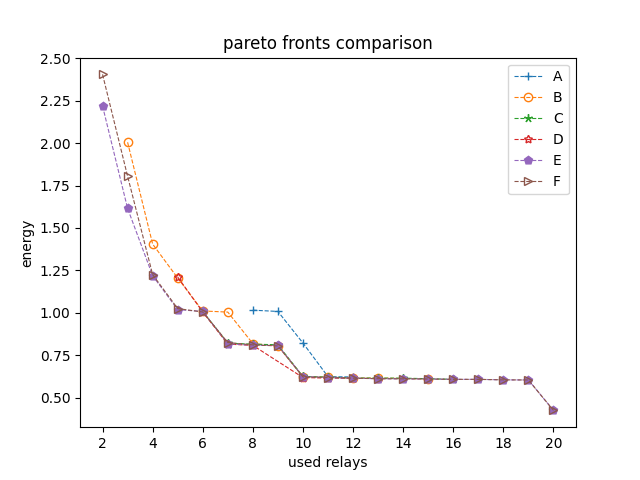 pareto fronts comparison
2.50
2.25
2.00
1.75
1.50
1.25
1.00
0.75
0.50
energy
A
B
C
D
E
F
2 4 6 8 10 12 14 16 18 20
used relays